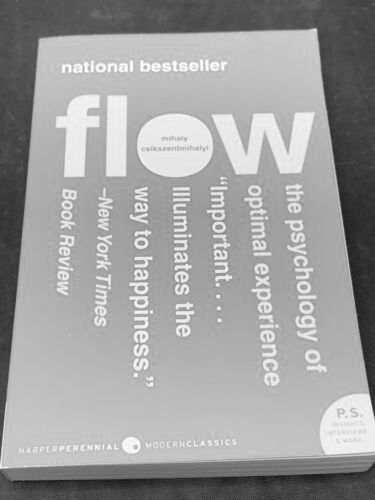 national bestseller
flow
mihaly
csikszentmihalyi
the psychology of
optimal experience
“Important. . . .
Illuminates the
way to happiness.”
–New York Times
Book Review
P.S.
INSIGHTS,
INTERVIEWS
& MORE...
HARPERPERENNIAL MODERNCLASSICS